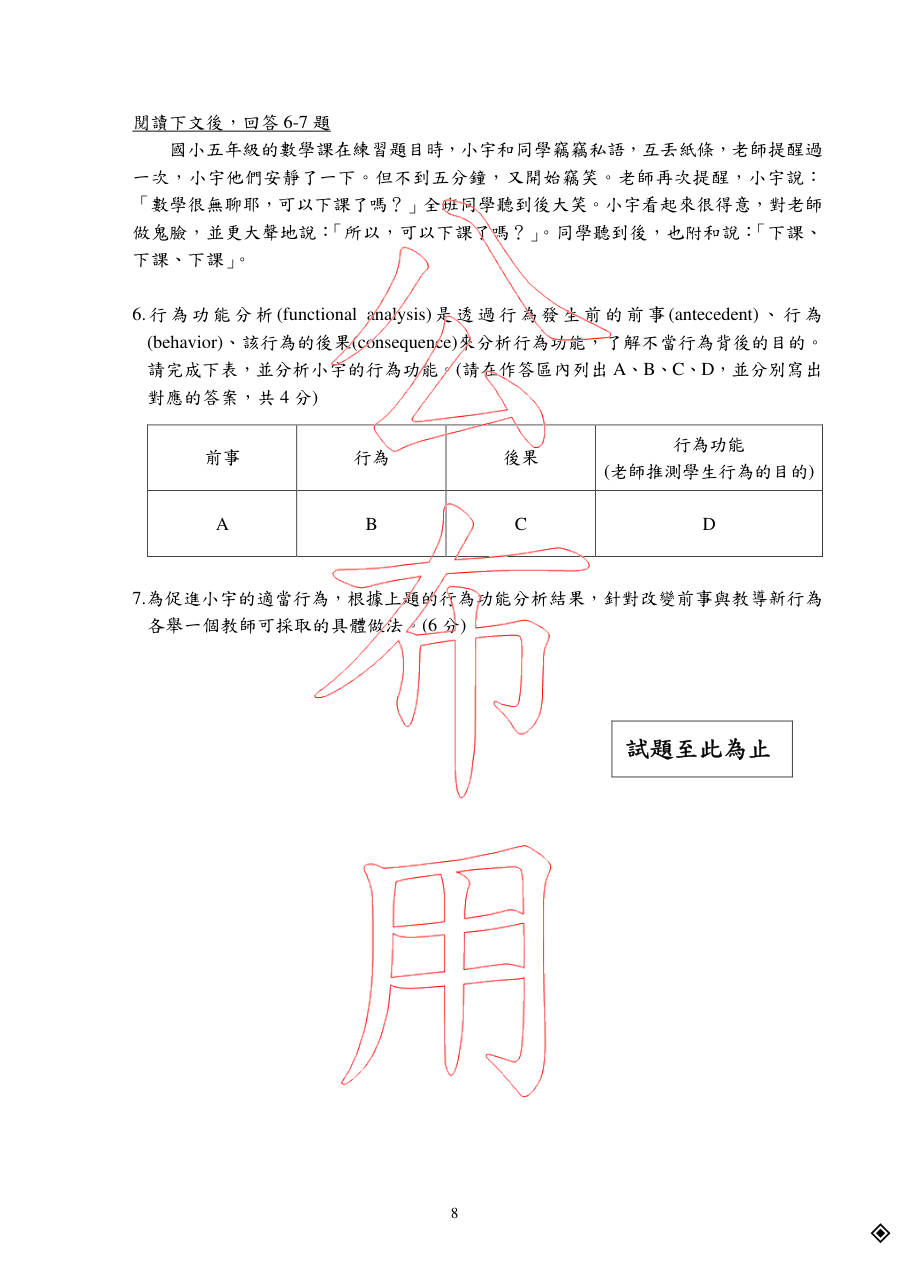 閱讀下文後，回答 6-7 題
國小五年級的數學課在練習題目時，小宇和同學竊竊私語，互丟紙條，老師提醒過
一次，小宇他們安靜了一下。但不到五分鐘，又開始竊笑。老師再次提醒，小宇說：
「數學很無聊耶，可以下課了嗎？」全班同學聽到後大笑。小宇看起來很得意，對老師
做鬼臉，並更大聲地說：「所以，可以下課了嗎？」。同學聽到後，也附和說：「下課、
下課、下課」。
6.行為功能分析(functional analysis)是透過行為發生前的前事(antecedent)、行為
(behavior)、該行為的後果(consequence)來分析行為功能，了解不當行為背後的目的。
請完成下表，並分析小宇的行為功能。(請在作答區內列出 A、B、C、D，並分別寫出
對應的答案，共 4 分)
前事 行為 後果 行為功能
(老師推測學生行為的目的)
A B C D
7.為促進小宇的適當行為，根據上題的行為功能分析結果，針對改變前事與教導新行為
各舉一個教師可採取的具體做法。(6 分)
試題至此為止
公
布
用
8